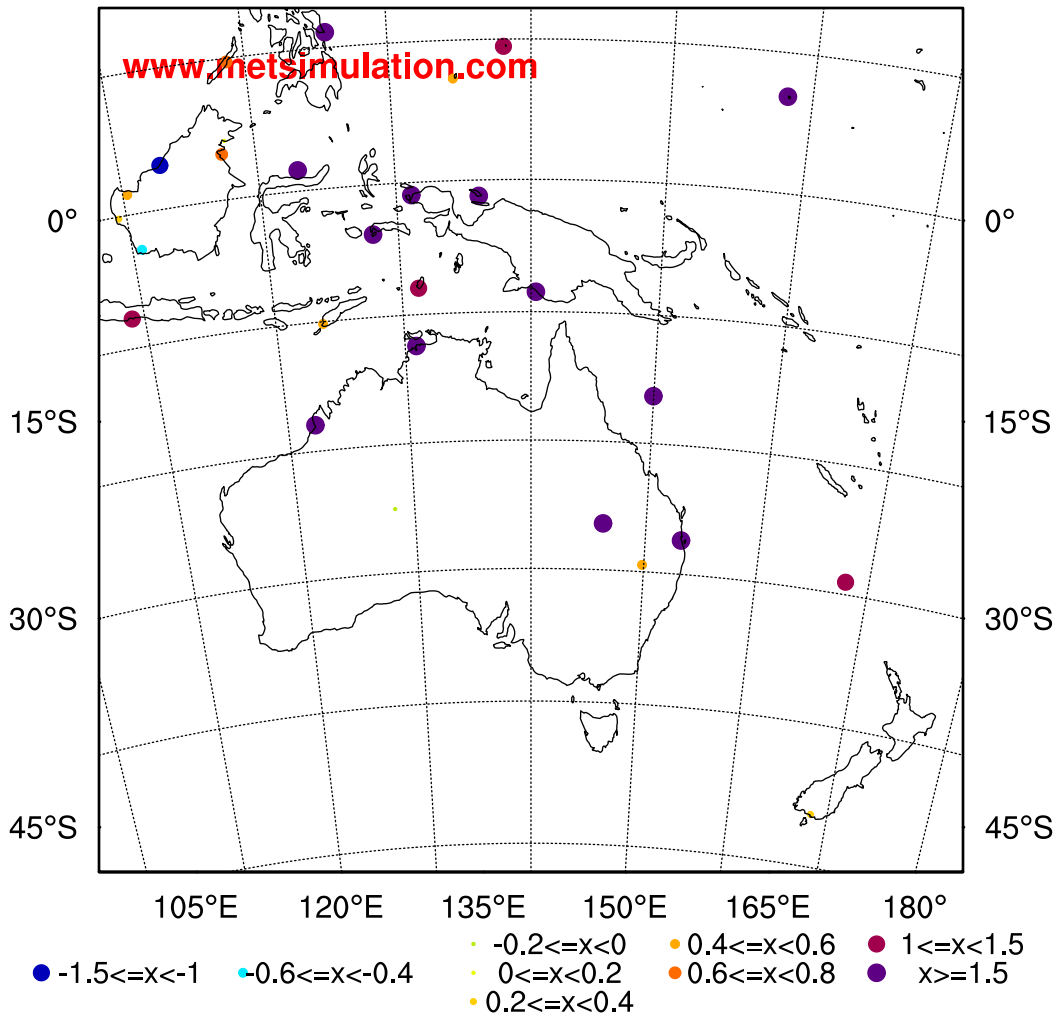 www.metsimulation.com
0° 0°
15°S 15°S
30°S 30°S
45°S 45°S
105°E 120°E 135°E 150°E 165°E 180°
-0.2<=x<0 0.4<=x<0.6 1<=x<1.5
-1.5<=x<-1 -0.6<=x<-0.4 0<=x<0.2 0.6<=x<0.8 x>=1.5
0.2<=x<0.4